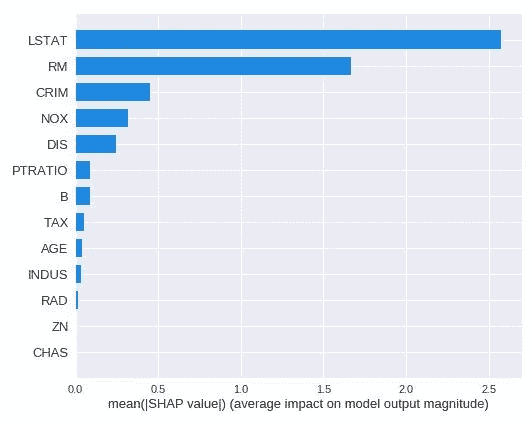 LSTAT
RM
CRIM
NOX
DIS
PTRATIO
B
TAX
AGE
INDUS
RAD
ZN
CHAS
0.0 0.5 1.0 1.5 2.0 2.5
mean(|SHAP value|) (average impact on model output magnitude)